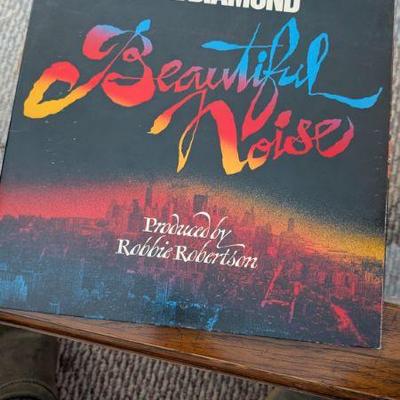 DIAMOND
Beautiful
Noise
Produced by
Robbie Robertson